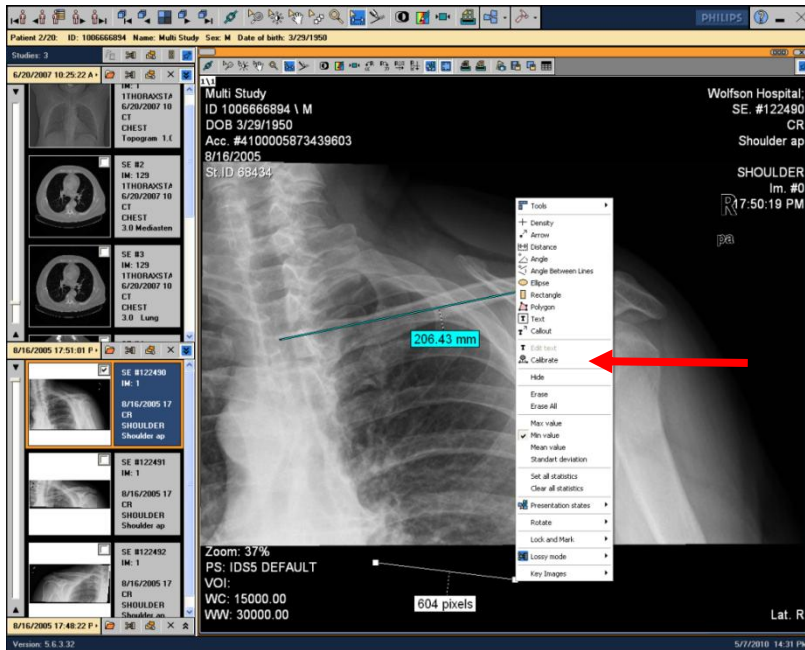 PHILIPS
Patient 2/20: ID: 1006666894 Name: Multi Study Sex: M Date of birth: 3/29/1950
Studies: 3
6/20/2007 10:25:22 A
IM: 1
1THORAXSTA
6/20/2007 10
CT
CHEST
Topogram 1.(
SE #2
IM: 129
1THORAXSTA
6/20/2007 10
CT
CHEST
3.0 Mediasten
SE #3
IM: 129
1THORAXSTA
6/20/2007 10
CT
CHEST
3.0 Lung
8/16/2005 17:51:01 P
SE #122490
IM: 1
8/16/2005 17
CR
SHOULDER
Shoulder ap
SE #122491
IM: 1
8/16/2005 17
CR
SHOULDER
Shoulder ap
SE #122492
IM: 1
8/16/2005 17
CR
SHOULDER
Shoulder ap
8/16/2005 17:48:22 P
Version: 5.6.3.32
1\1
Multi Study
ID 1006666894 \ M
DOB 3/29/1950
Acc. #4100005873439603
8/16/2005
St.ID 68434
Wolfson Hospital;
SE. #122490
CR
Shoulder ap
SHOULDER
Im. #0
R 17:50:19 PM
pa
206.43 mm
Tools
Density
Arrow
Distance
Angle
Angle Between Lines
Ellipse
Rectangle
Polygon
Text
Callout
Edit text
Calibrate
Hide
Erase
Erase All
Max value
Min value
Mean value
Standart deviation
Set all statistics
Clear all statistics
Presentation states
Rotate
Lock and Mark
Lossy mode
Key Images
Zoom: 37%
PS: IDS5 DEFAULT
VOI:
WC: 15000.00
WW: 30000.00
604 pixels
Lat. R
5/7/2010 14:31 PM